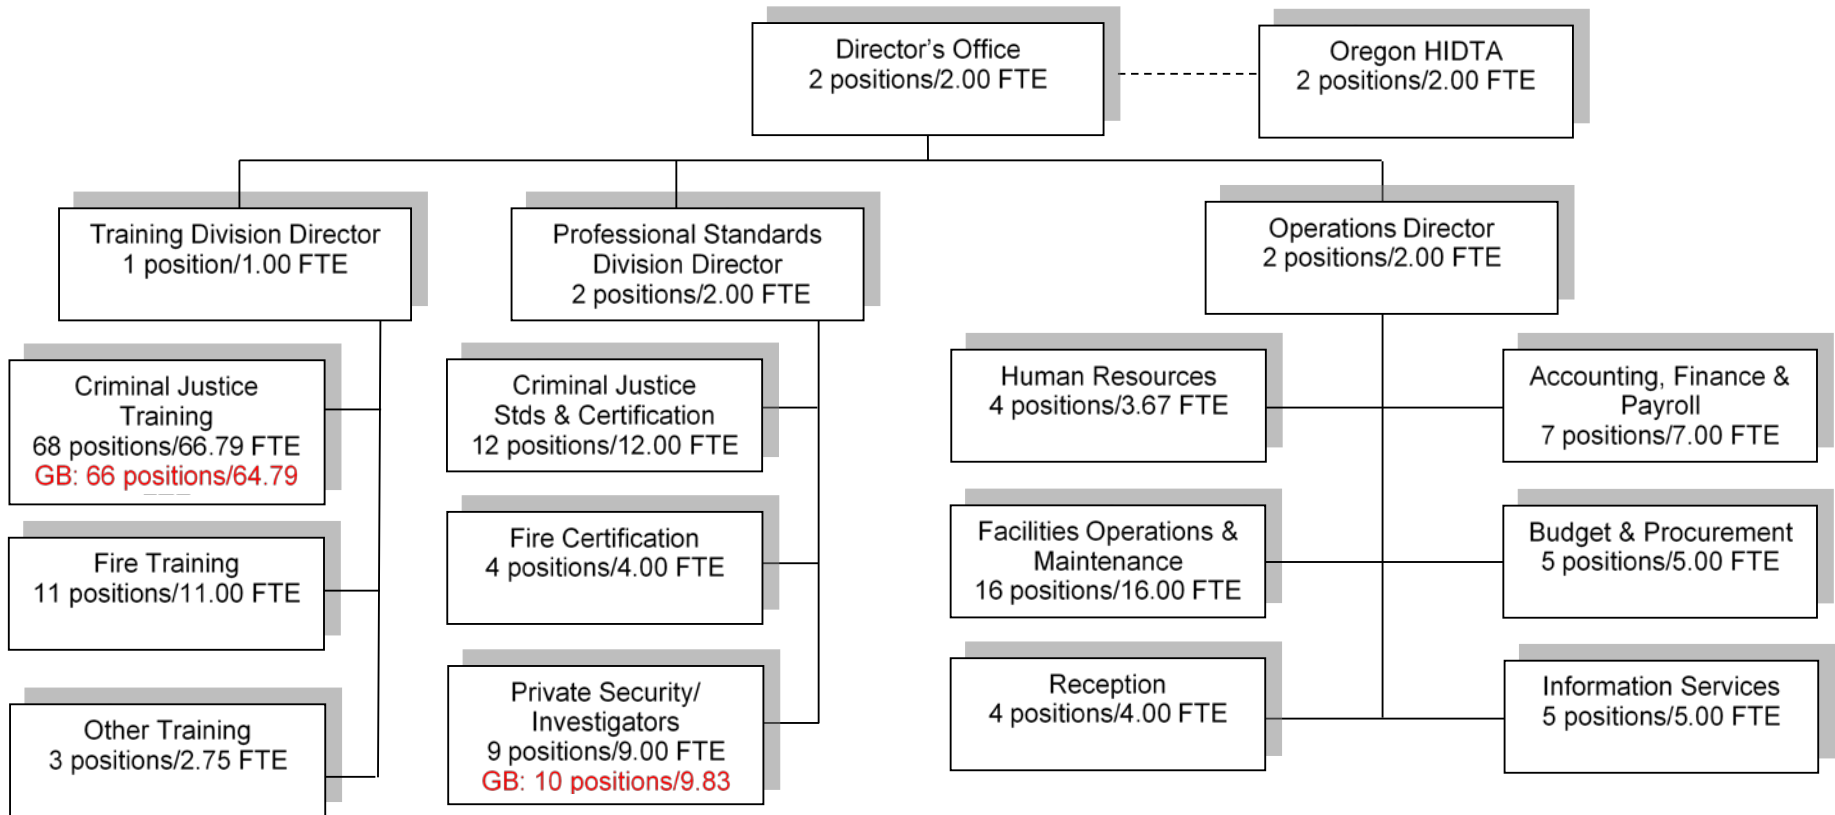 Director’s Office
2 positions/2.00 FTE
Oregon HIDTA
2 positions/2.00 FTE
Training Division Director
1 position/1.00 FTE
Professional Standards
Division Director
2 positions/2.00 FTE
Operations Director
2 positions/2.00 FTE
Criminal Justice
Training
68 positions/66.79 FTE
GB: 66 positions/64.79
Fire Training
11 positions/11.00 FTE
Other Training
3 positions/2.75 FTE
Criminal Justice
Stds & Certification
12 positions/12.00 FTE
Fire Certification
4 positions/4.00 FTE
Private Security/
Investigators
9 positions/9.00 FTE
GB: 10 positions/9.83
Human Resources
4 positions/3.67 FTE
Facilities Operations &
Maintenance
16 positions/16.00 FTE
Reception
4 positions/4.00 FTE
Accounting, Finance &
Payroll
7 positions/7.00 FTE
Budget & Procurement
5 positions/5.00 FTE
Information Services
5 positions/5.00 FTE